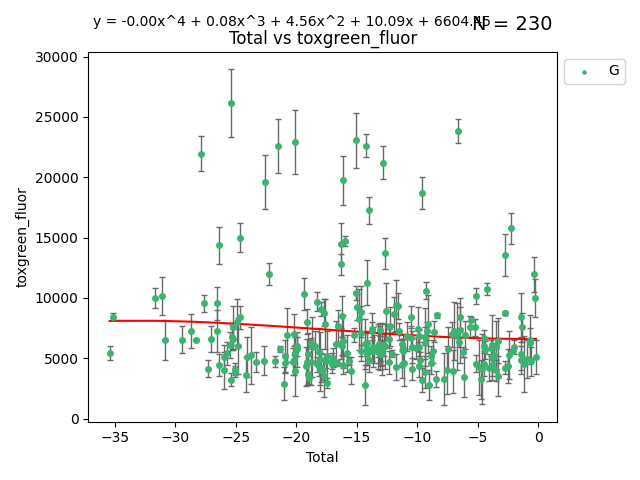 y = -0.00x^4 + 0.08x^3 + 4.56x^2 + 10.09x + 6604.45
N = 230
Total vs toxgreen_fluor
G
30000
25000
20000
15000
10000
5000
0
toxgreen_fluor
−35 −30 −25 −20 −15 −10 −5 0
Total